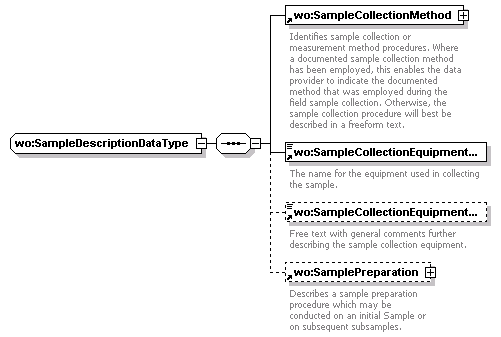 wo:SampleCollectionMethod
Identifies sample collection or
measurement method procedures. Where
a documented sample collection method
has been employed, this enables the data
provider to indicate the documented
method that was employed during the
field sample collection. Otherwise, the
sample collection procedure will best be
described in a freeform text.
wo:SampleDescriptionDataType
wo:SampleCollectionEquipment...
The name for the equipment used in collecting
the sample.
wo:SampleCollectionEquipment...
Free text with general comments further
describing the sample collection equipment.
wo:SamplePreparation
Describes a sample preparation
procedure which may be
conducted on an initial Sample or
on subsequent subsamples.